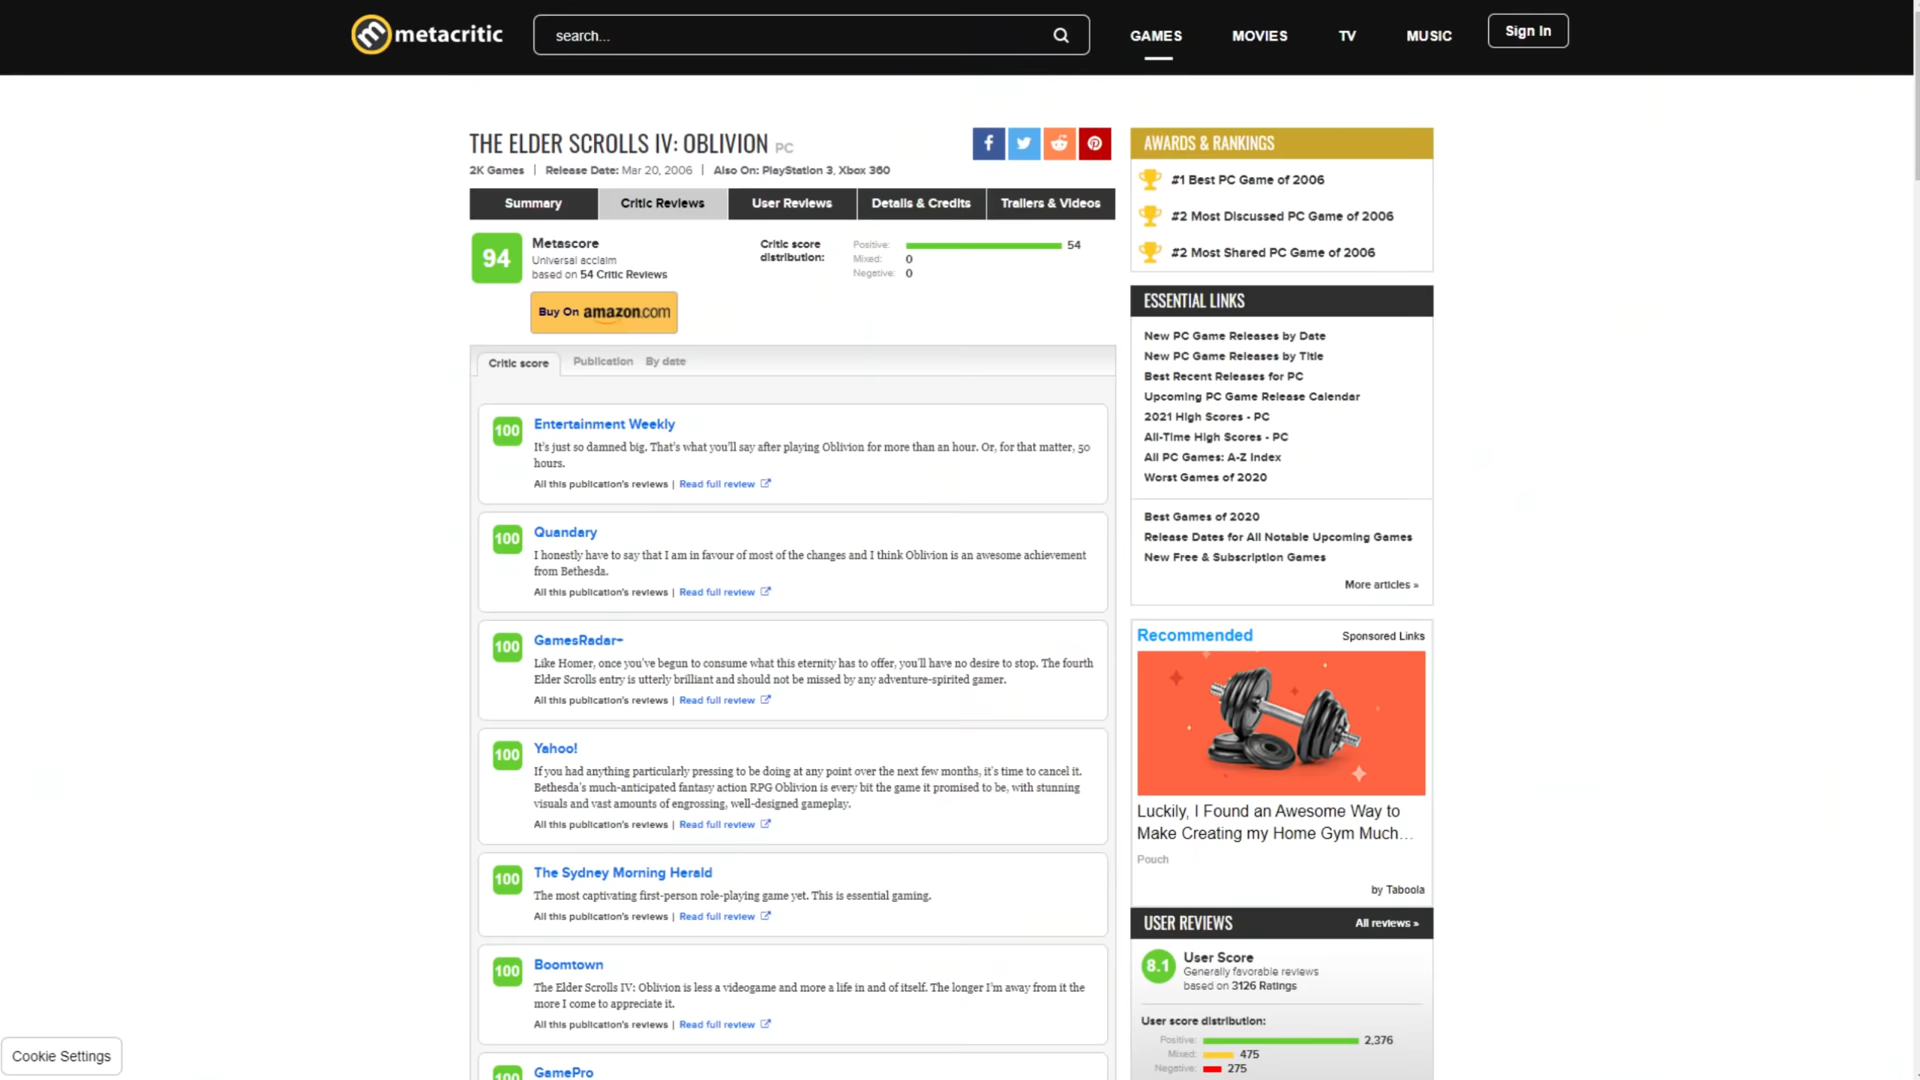 metacritic
search...
GAMES
MOVIES
TV
MUSIC
Sign In
THE ELDER SCROLLS IV: OBLIVION PC
2K Games | Release Date: Mar 20, 2006 | Also On: PlayStation 3, Xbox 360
Summary
Critic Reviews
User Reviews
Details & Credits
Trailers & Videos
94
Metascore
Universal acclaim
based on 54 Critic Reviews
Critic score
distribution:
Positive: 54
Mixed: 0
Negative: 0
Buy On amazon.com
Critic score
Publication
By date
100
Entertainment Weekly
It's just so damned big. That's what you'll say after playing Oblivion for more than an hour. Or, for that matter, 50
hours.
All this publication's reviews | Read full review
100
Quandary
I honestly have to say that I am in favour of most of the changes and I think Oblivion is an awesome achievement
from Bethesda.
All this publication's reviews | Read full review
100
GamesRadar+
Like Homer, once you've begun to consume what this eternity has to offer, you'll have no desire to stop. The fourth
Elder Scrolls entry is utterly brilliant and should not be missed by any adventure-spirited gamer.
All this publication's reviews | Read full review
100
Yahoo!
If you had anything particularly pressing to be doing at any point over the next few months, it's time to cancel it.
Bethesda's much-anticipated fantasy action RPG Oblivion is every bit the game it promised to be, with stunning
visuals and vast amounts of engrossing, well-designed gameplay.
All this publication's reviews | Read full review
100
The Sydney Morning Herald
The most captivating first-person role-playing game yet. This is essential gaming.
All this publication's reviews | Read full review
100
Boomtown
The Elder Scrolls IV: Oblivion is less a videogame and more a life in and of itself. The longer I'm away from it the
more I come to appreciate it.
All this publication's reviews | Read full review
100
GamePro
AWARDS & RANKINGS
#1 Best PC Game of 2006
#2 Most Discussed PC Game of 2006
#2 Most Shared PC Game of 2006
ESSENTIAL LINKS
New PC Game Releases by Date
New PC Game Releases by Title
Best Recent Releases for PC
Upcoming PC Game Release Calendar
2021 High Scores - PC
All-Time High Scores - PC
All PC Games: A-Z Index
Worst Games of 2020
Best Games of 2020
Release Dates for All Notable Upcoming Games
New Free & Subscription Games
More articles »
Recommended
Sponsored Links
Luckily, I Found an Awesome Way to
Make Creating my Home Gym Much...
Pouch
by Taboola
USER REVIEWS
All reviews »
8.1
User Score
Generally favorable reviews
based on 3126 Ratings
User score distribution:
Positive: 2,376
Mixed: 475
Negative: 275
Cookie Settings